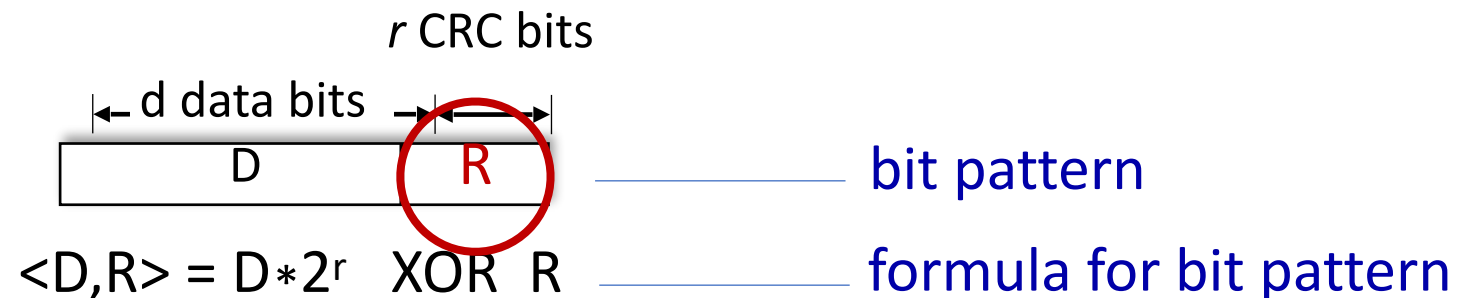 r CRC bits
d data bits
D R bit pattern
<D,R> = D*2ʳ XOR R formula for bit pattern